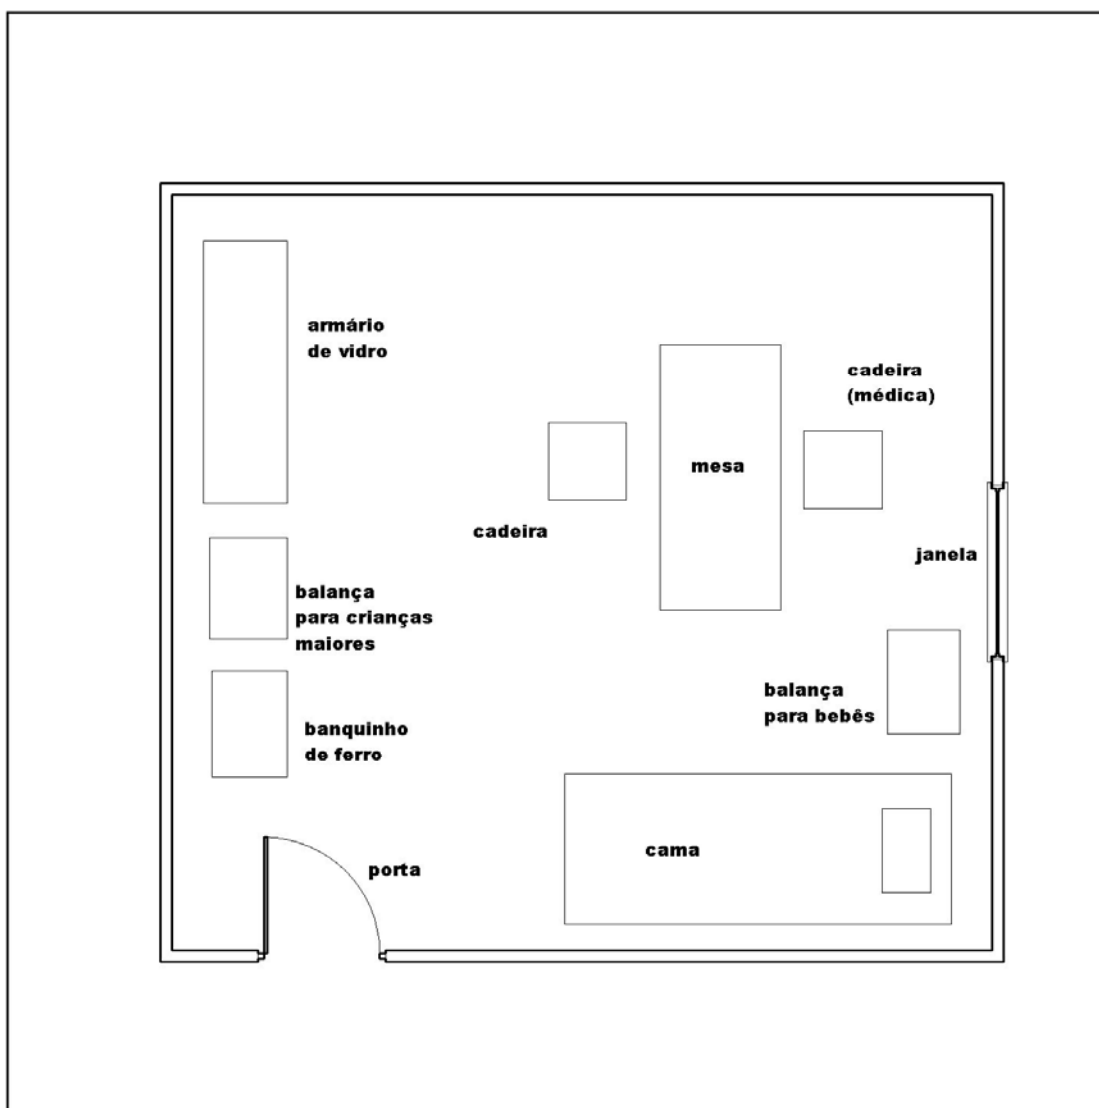 armário
de vidro
cadeira
(médica)
mesa
cadeira
janela
balança
para crianças
maiores
balança
para bebês
banquinho
de ferro
cama
porta